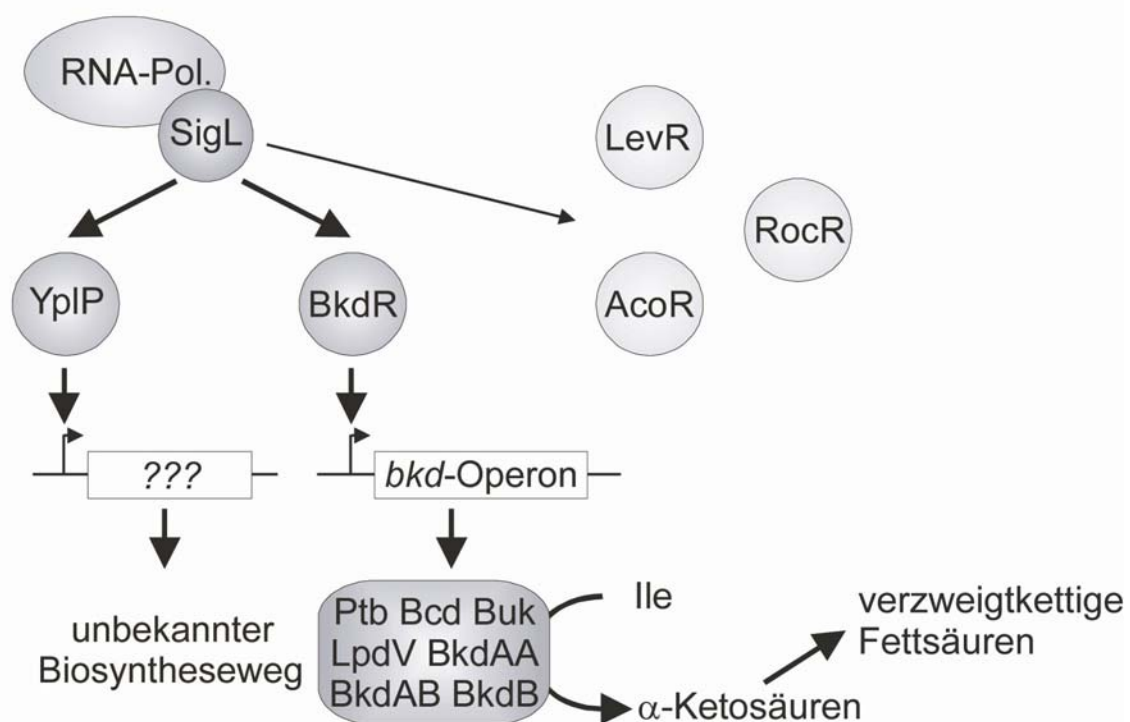 RNA-Pol.
SigL
LevR
RocR
YplP
BkdR
AcoR
???
bkd-Operon
unbekannter
Biosyntheseweg
Ptb Bcd Buk
LpdV BkdAA
BkdAB BkdB
Ile
α-Ketosäuren
verzweigtkettige
Fettsäuren